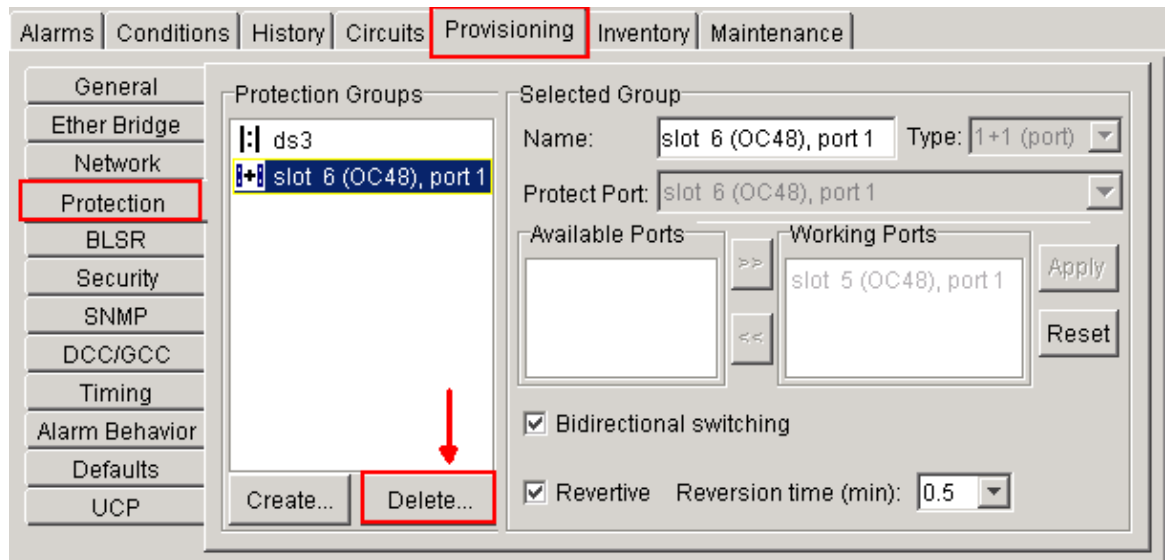 Alarms Conditions History Circuits Provisioning Inventory Maintenance
General
Ether Bridge
Network
Protection
BLSR
Security
SNMP
DCC/GCC
Timing
Alarm Behavior
Defaults
UCP
Protection Groups
ds3
slot 6 (OC48), port 1
Create... Delete...
Selected Group
Name: slot 6 (OC48), port 1 Type: 1+1 (port)
Protect Port: slot 6 (OC48), port 1
Available Ports
>>
<<
Working Ports
slot 5 (OC48), port 1
Apply
Reset
Bidirectional switching
Revertive Reversion time (min): 0.5